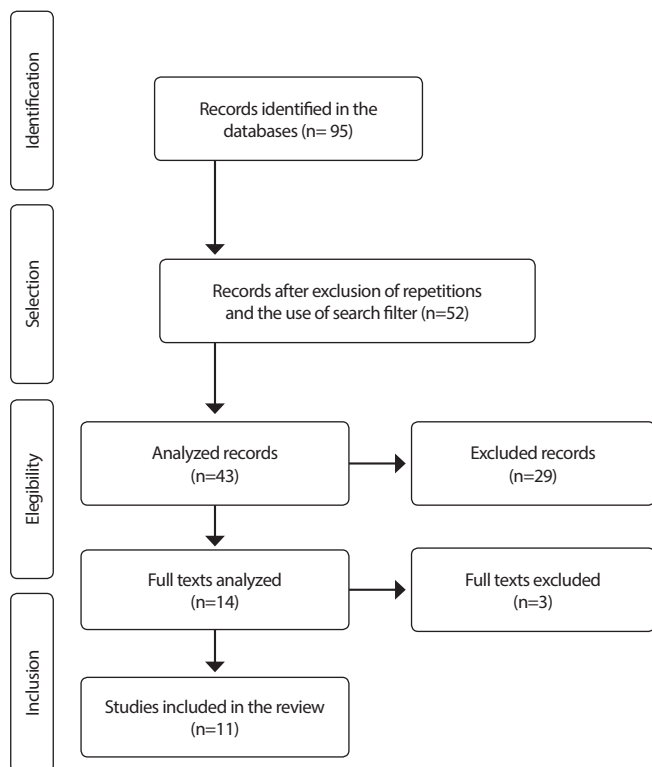 Identification
Records identified in the
databases (n= 95)
Selection
Records after exclusion of repetitions
and the use of search filter (n=52)
Elegibility
Analyzed records
(n=43)
Excluded records
(n=29)
Full texts analyzed
(n=14)
Full texts excluded
(n=3)
Inclusion
Studies included in the review
(n=11)